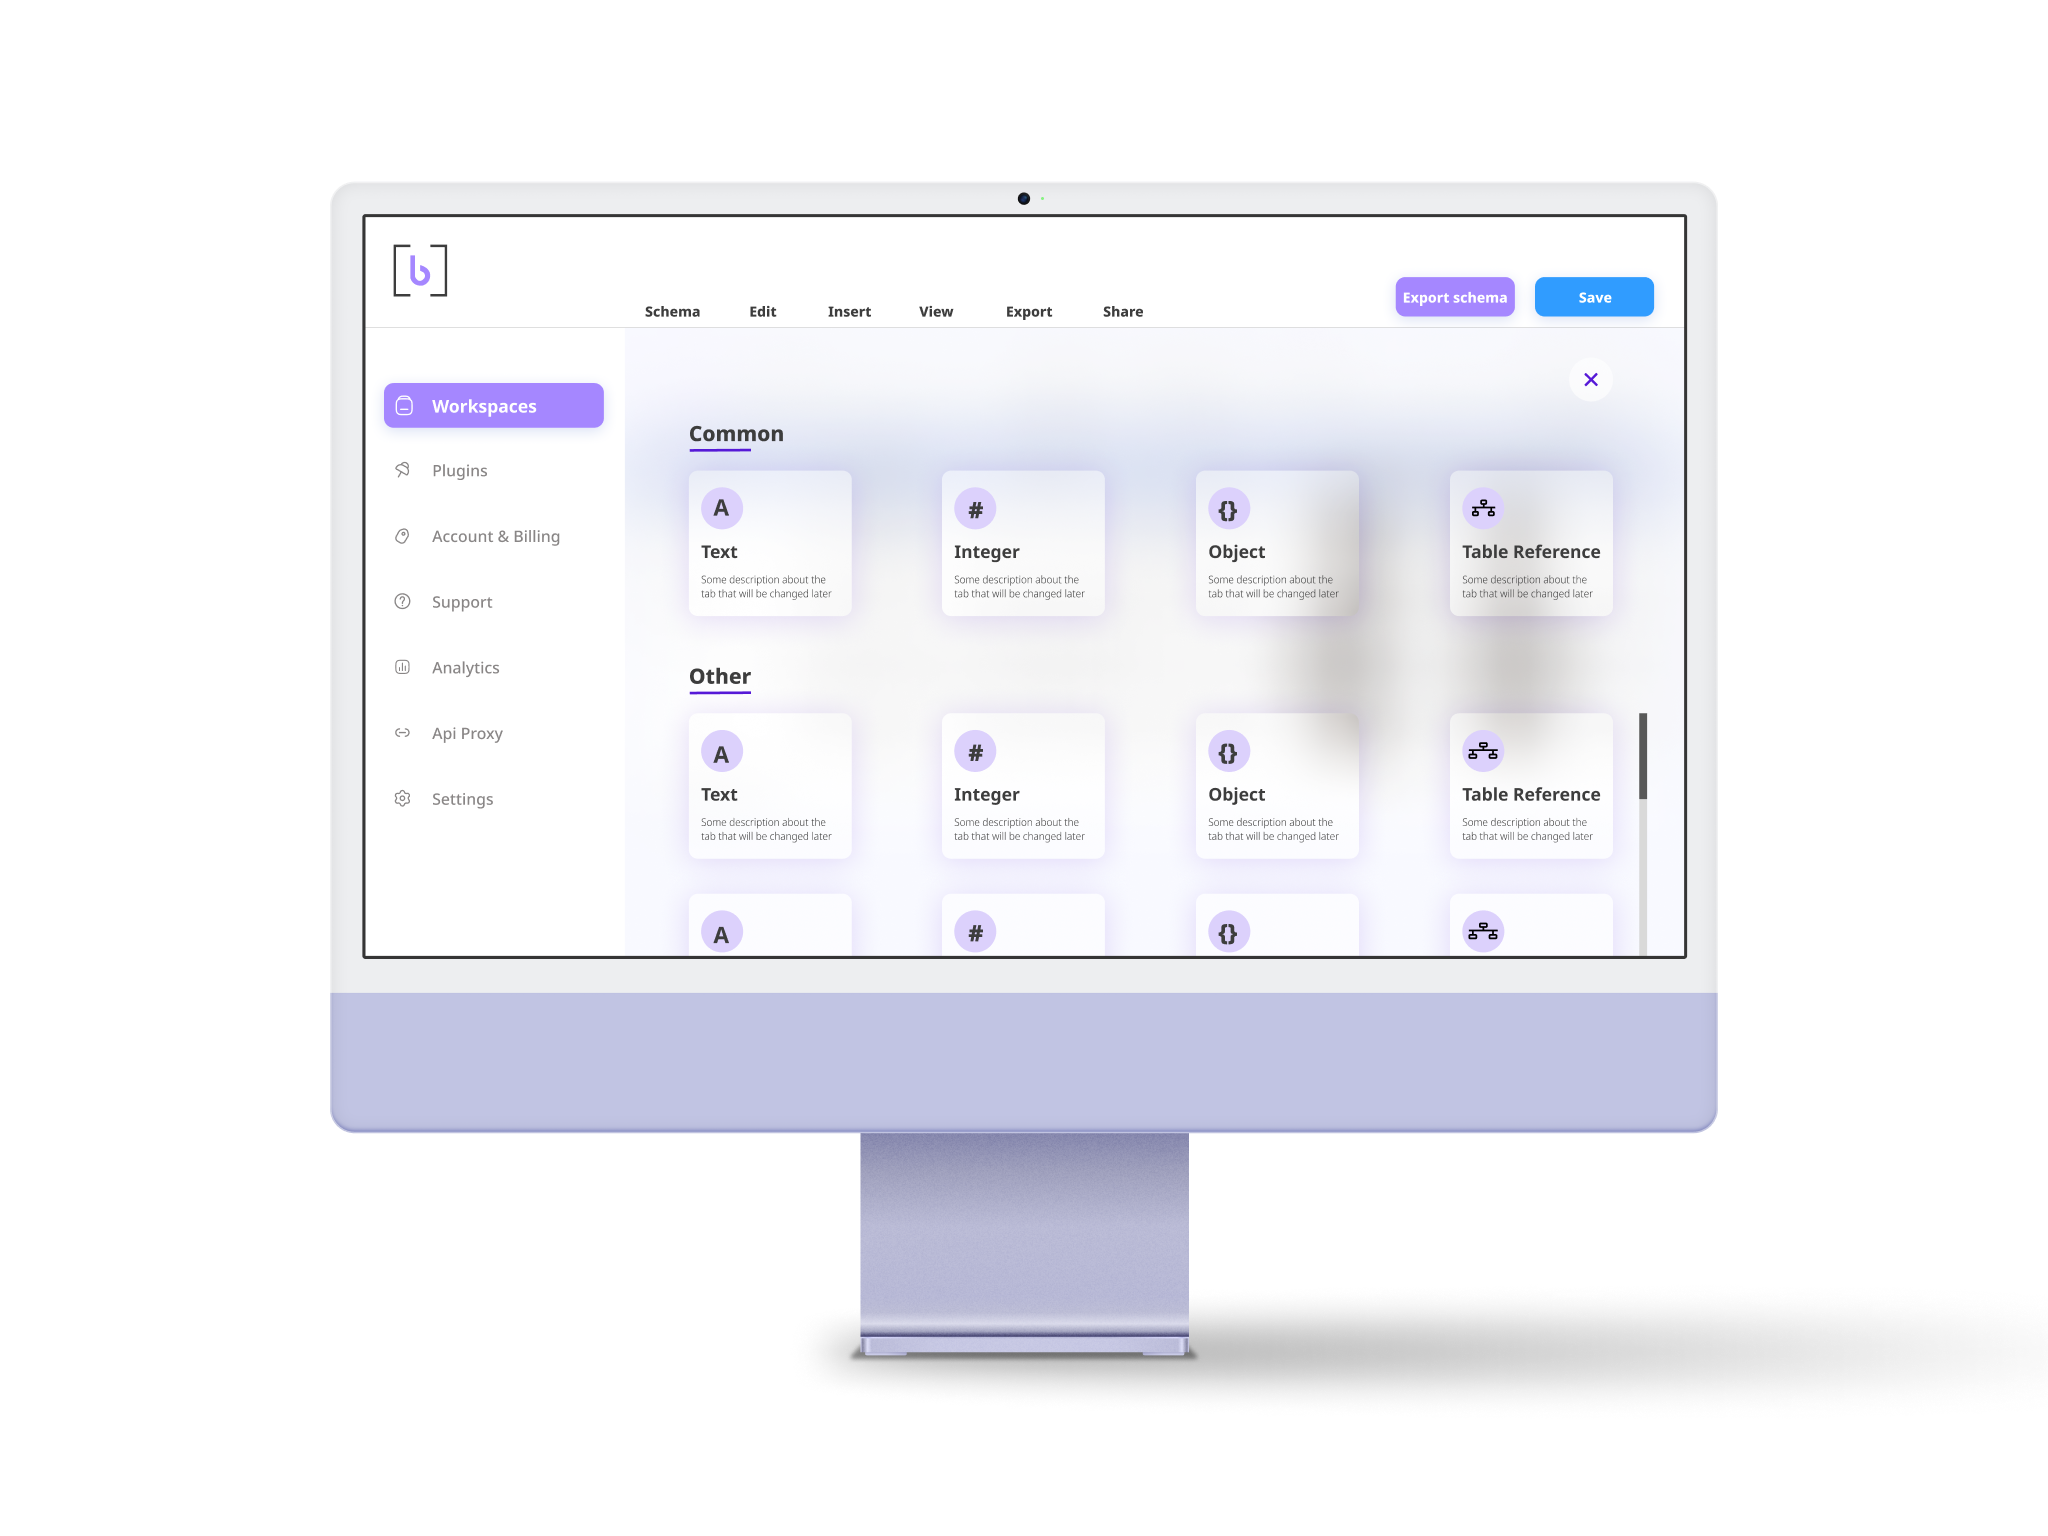 [b]
Schema Edit Insert View Export Share Export schema Save
Workspaces
Plugins
Account & Billing
Support
Analytics
Api Proxy
Settings
Common
A # {}
Text Integer Object Table Reference
Some description about the Some description about the Some description about the Some description about the
tab that will be changed later tab that will be changed later tab that will be changed later tab that will be changed later
Other
A # {}
Text Integer Object Table Reference
Some description about the Some description about the Some description about the Some description about the
tab that will be changed later tab that will be changed later tab that will be changed later tab that will be changed later
A # {}